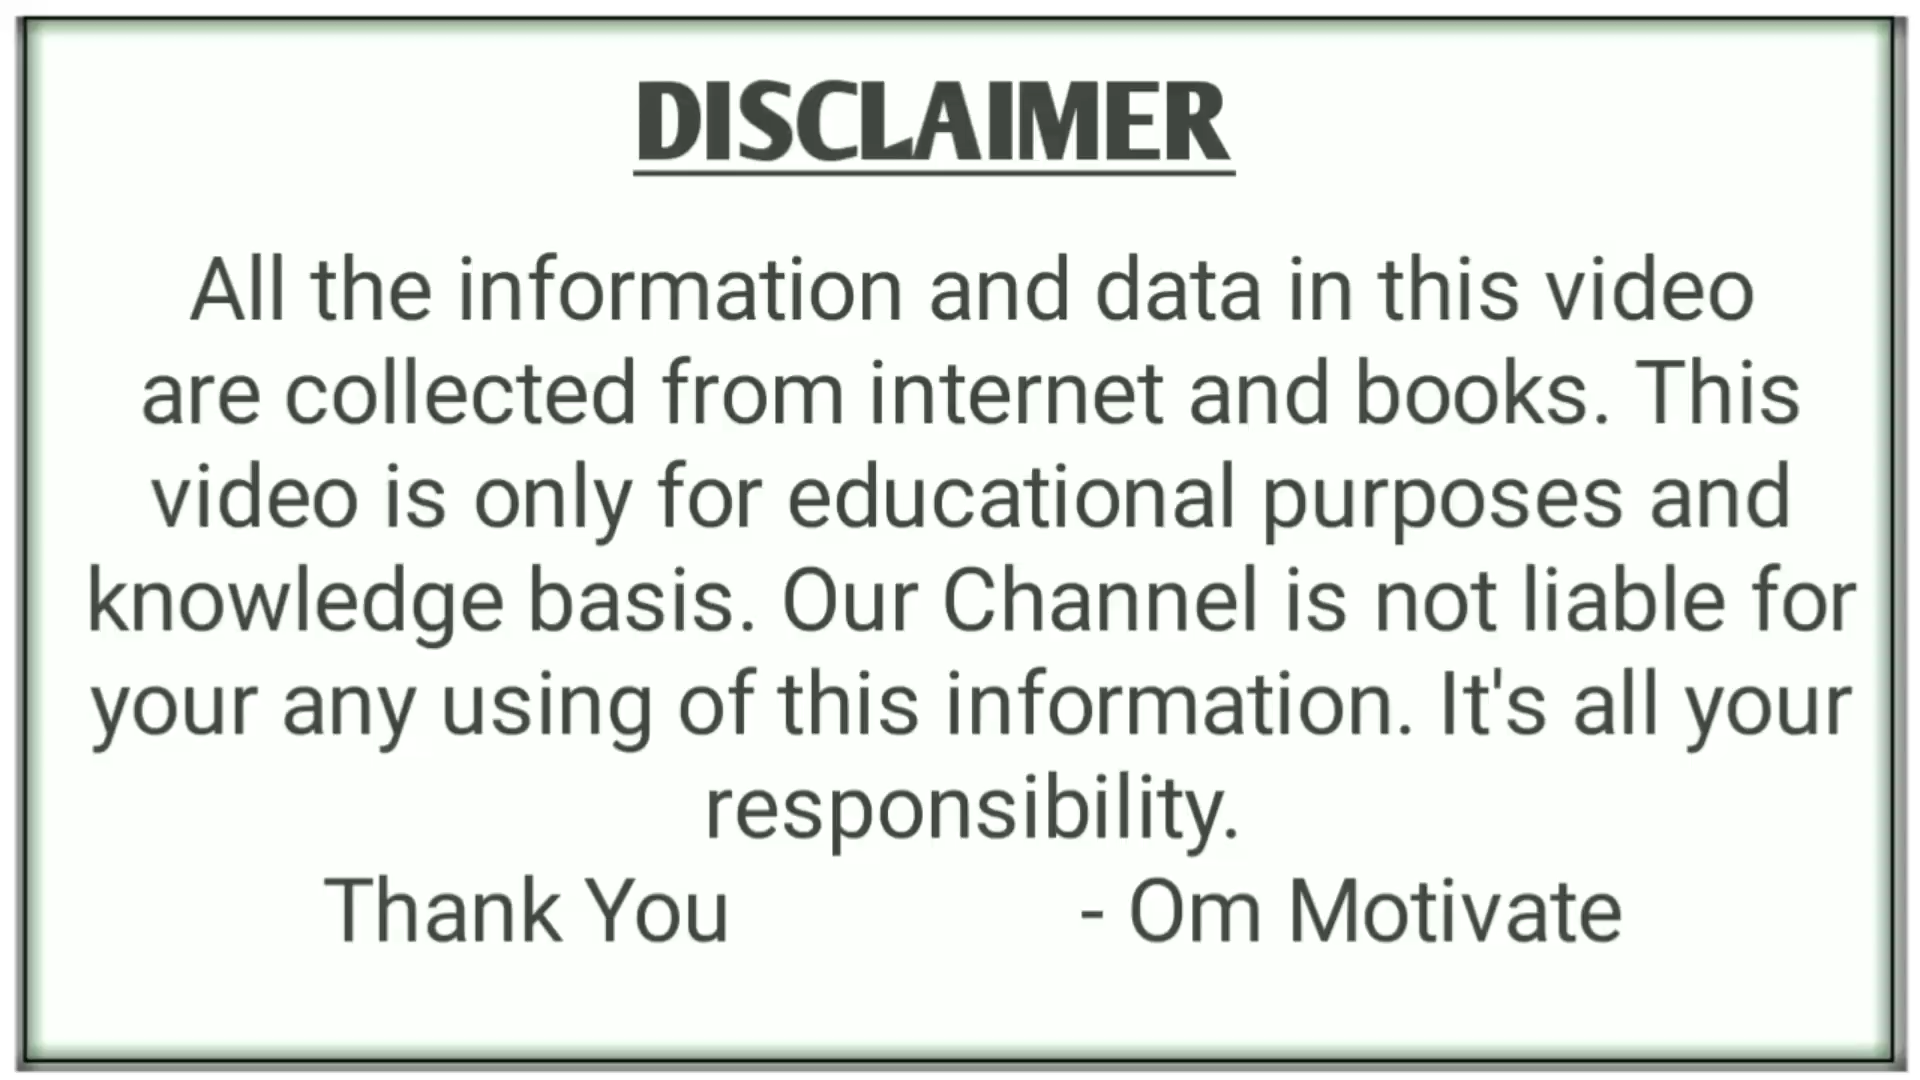 DISCLAIMER
All the information and data in this video
are collected from internet and books. This
video is only for educational purposes and
knowledge basis. Our Channel is not liable for
your any using of this information. It's all your
responsibility.
Thank You - Om Motivate